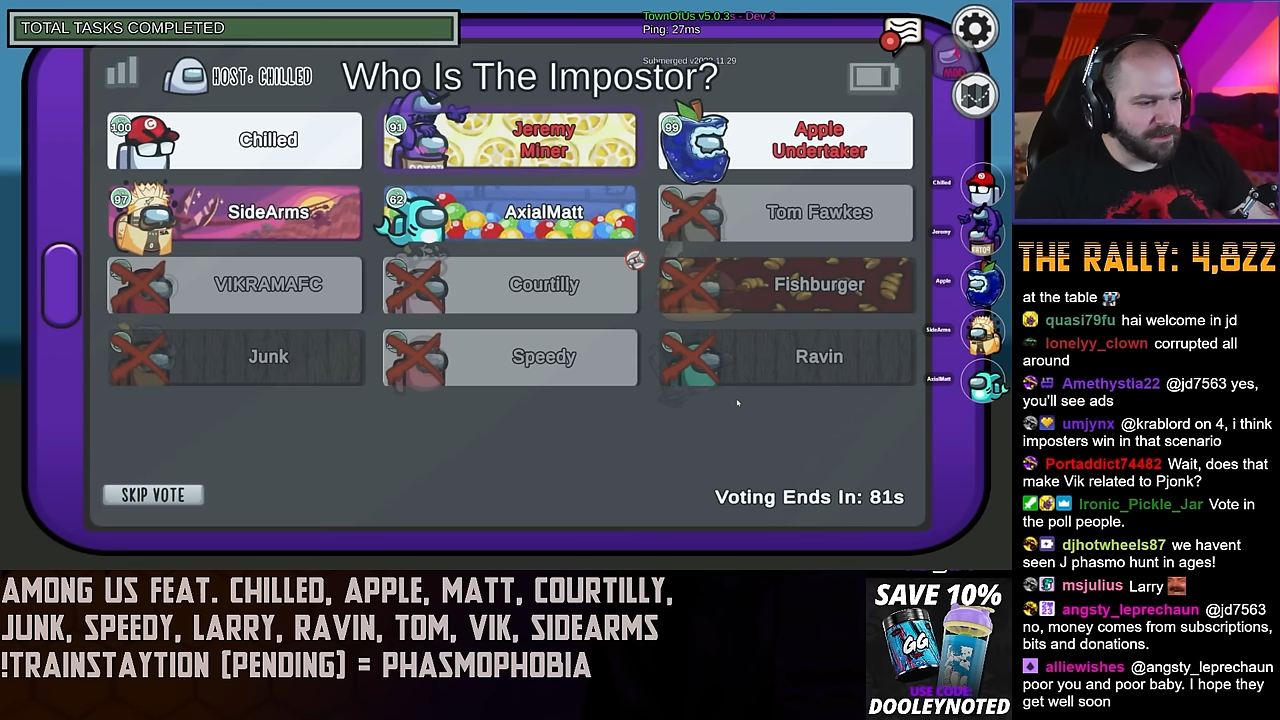 TOTAL TASKS COMPLETED
TownOfUs v5.0.3s - Dev 3
Ping: 27ms
HOST: CHILLED
Who Is The Impostor?
100
Chilled
91
Jeremy
Miner
99
Apple
Undertaker
97
SideArms
62
AxialMatt
Tom Fawkes
VIKRAMAFC
Courtilly
Fishburger
Junk
Speedy
Ravin
SKIP VOTE
Voting Ends In: 81s
Chilled
Jeremy
Apple
SideArms
AxialMatt
THE RALLY: 4,822
at the table
quasi79fu hai welcome in jd
lonelyy_clown corrupted all
around
Amethystia22 @jd7563 yes,
you'll see ads
umjynx @krablord on 4, i think
imposters win in that scenario
Portaddict74482 Wait, does that
make Vik related to Pjonk?
Ironic_Pickle_Jar Vote in
the poll people.
djhotwheels87 we havent
seen J phasmo hunt in ages!
msjulius Larry
angsty_leprechaun @jd7563
no, money comes from subscriptions,
bits and donations.
alliewishes @angsty_leprechaun
poor you and poor baby. I hope they
get well soon
AMONG US FEAT. CHILLED, APPLE, MATT, COURTILLY,
JUNK, SPEEDY, LARRY, RAVIN, TOM, VIK, SIDEARMS
!TRAINSTAYTION [PENDING] = PHASMOPHOBIA
SAVE 10%
GG
USE CODE:
DOOLEYNOTED